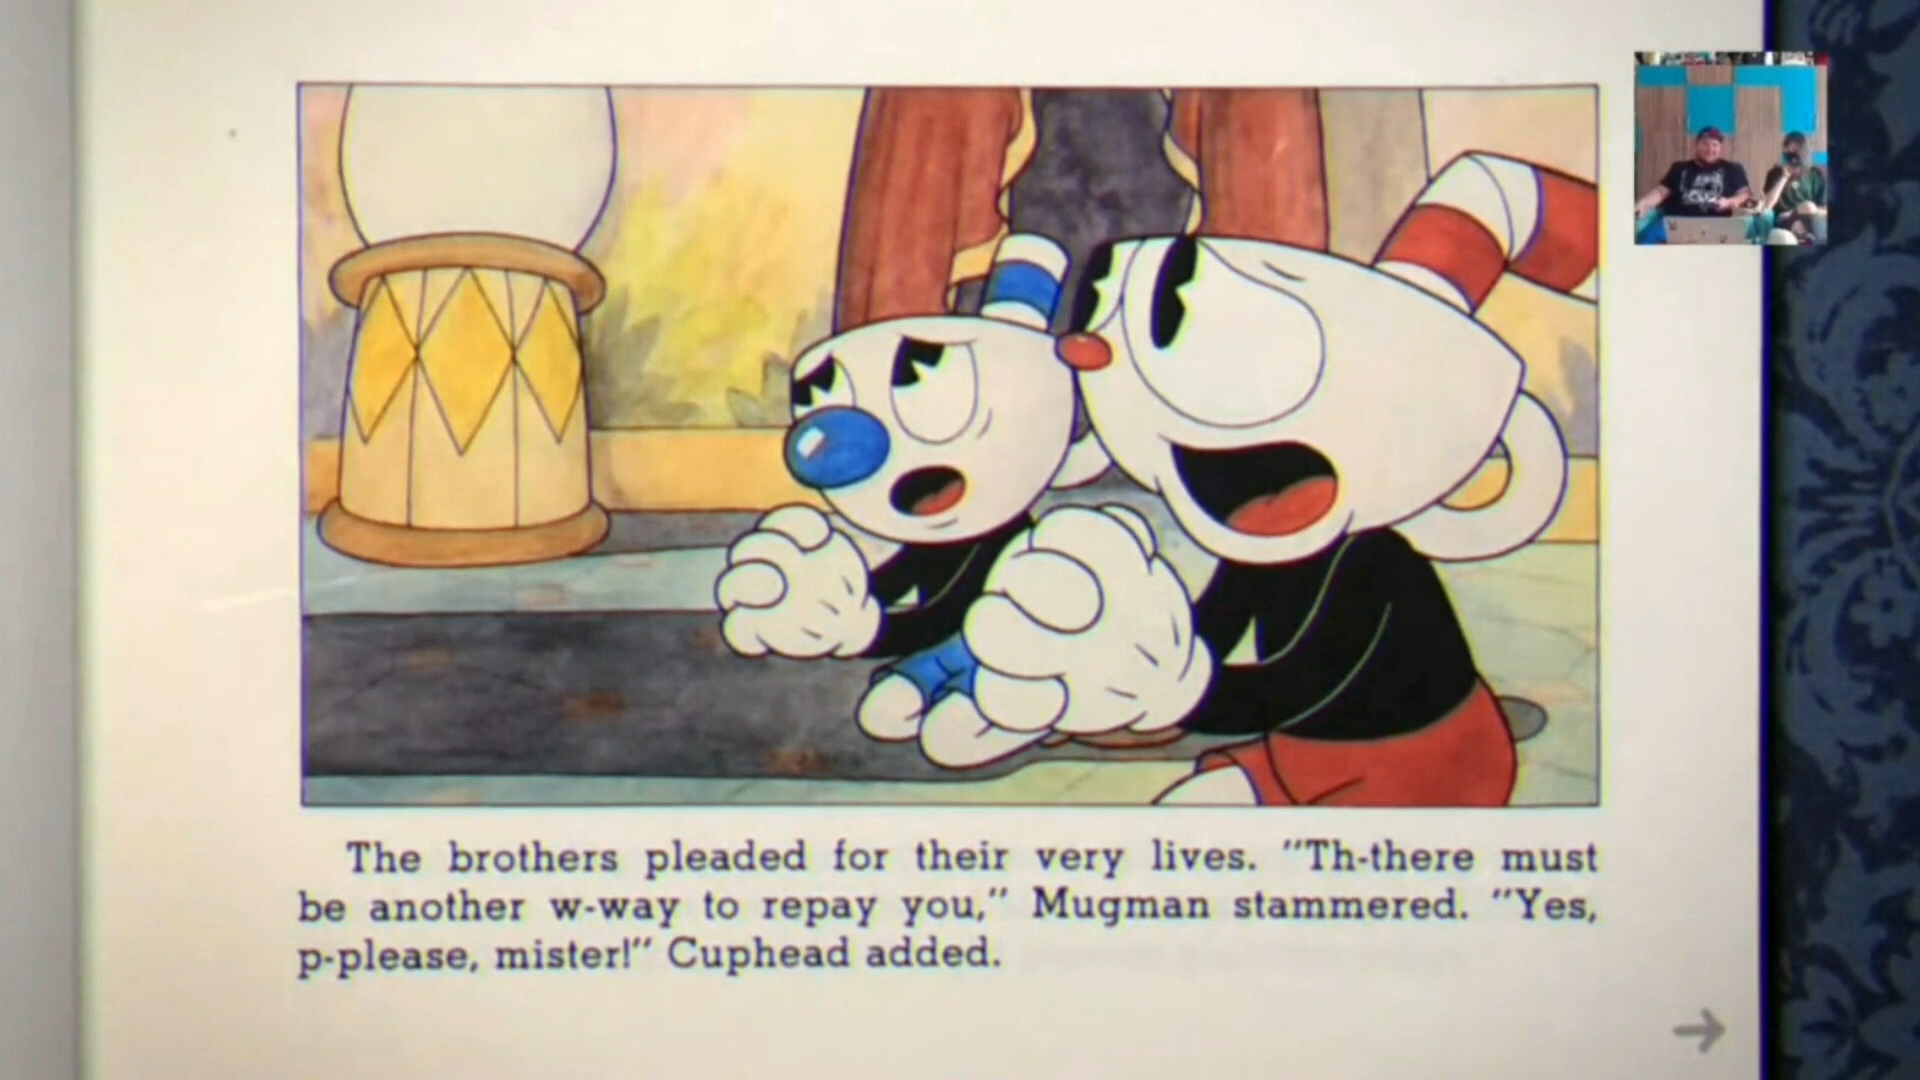 The brothers pleaded for their very lives. "Th-there must
be another w-way to repay you," Mugman stammered. "Yes,
p-please, mister!" Cuphead added.